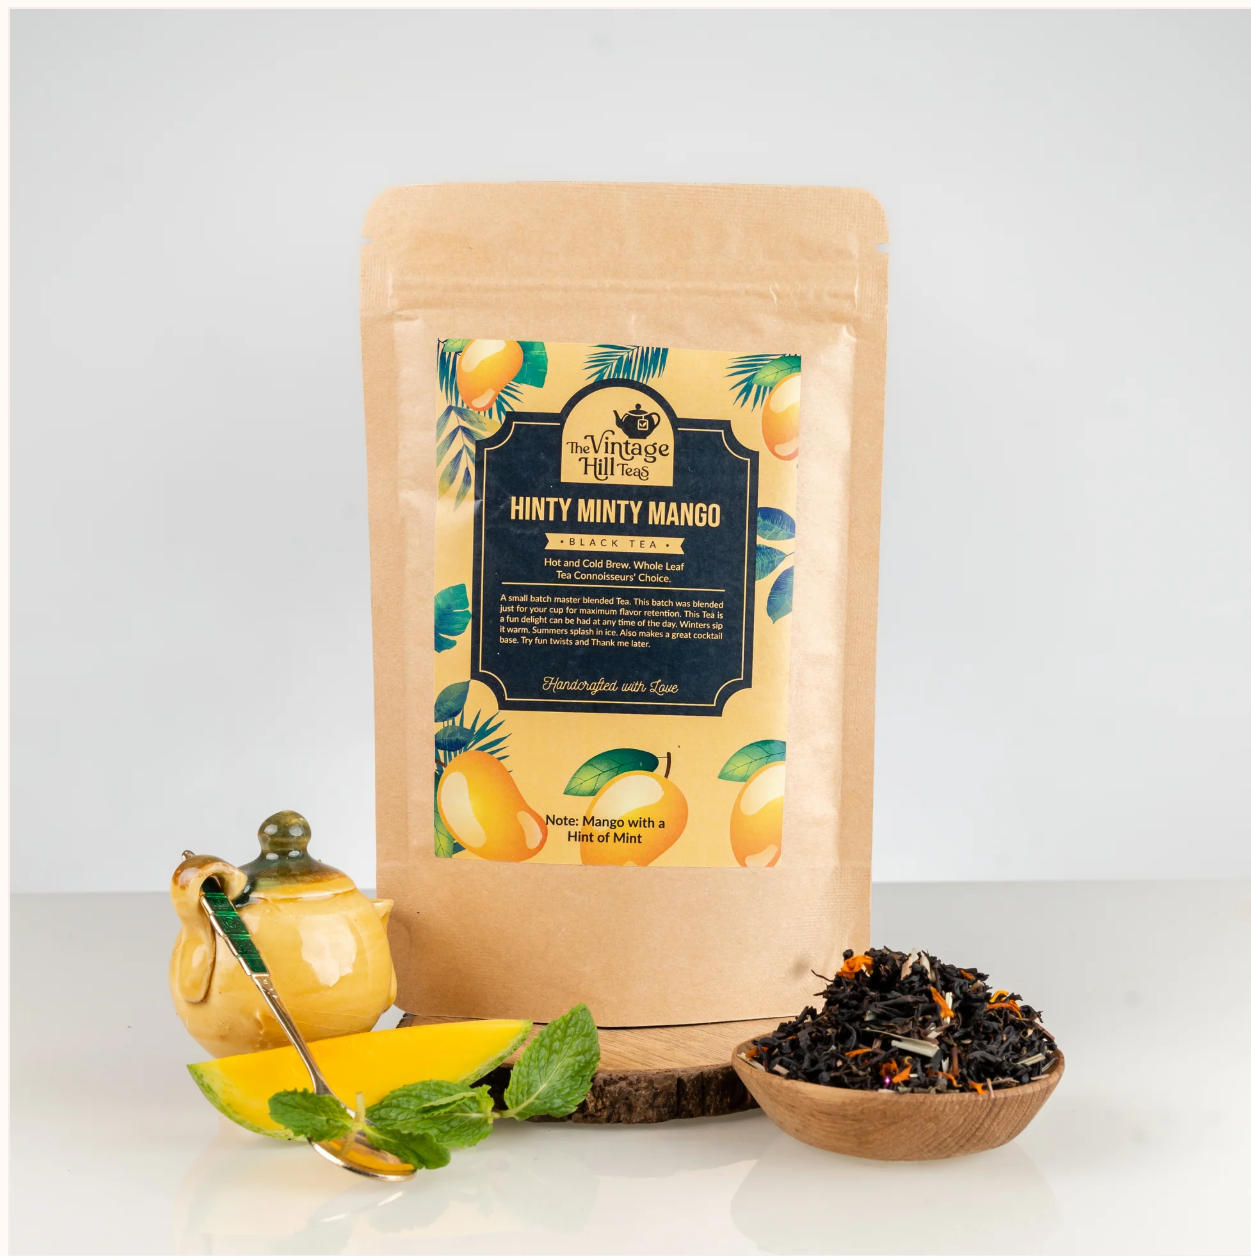 The Vintage
Hill Teas
HINTY MINTY MANGO
• BLACK TEA •
Hot and Cold Brew. Whole Leaf
Tea Connoisseurs' Choice.
A small batch master blended Tea. This batch was blended
just for your cup for maximum flavor retention. This Tea is
a fun delight can be had at any time of the day. Winters sip
it warm. Summers splash in ice. Also makes a great cocktail
base. Try fun twists and Thank me later.
Handcrafted with Love
Note: Mango with a
Hint of Mint